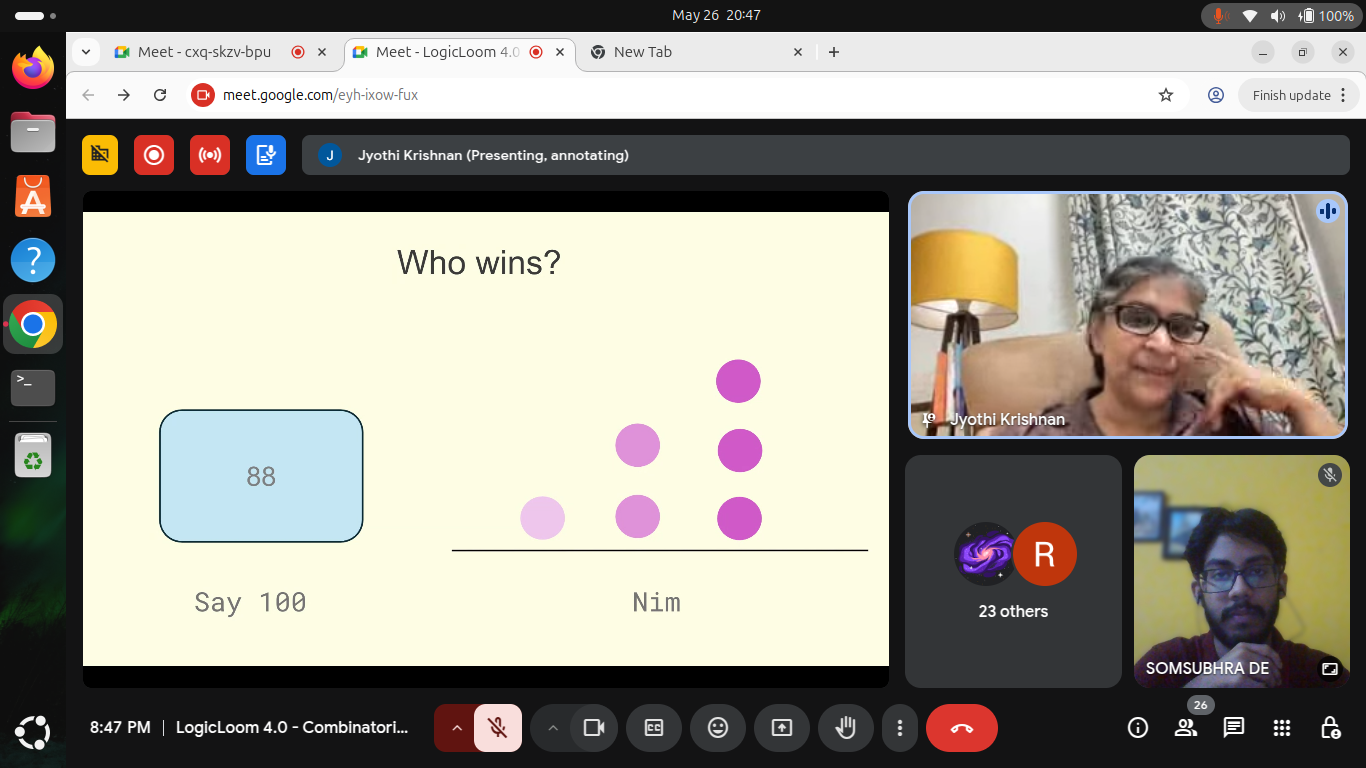 May 26 20:47
100%
Meet - cxq-skzv-bpu
Meet - LogicLoom 4.0
New Tab
meet.google.com/eyh-ixow-fux
Finish update
J
Jyothi Krishnan (Presenting, annotating)
Who wins?
88
Say 100
Nim
Jyothi Krishnan
R
23 others
SOMSUBHRA DE
8:47 PM | LogicLoom 4.0 - Combinatori...
26